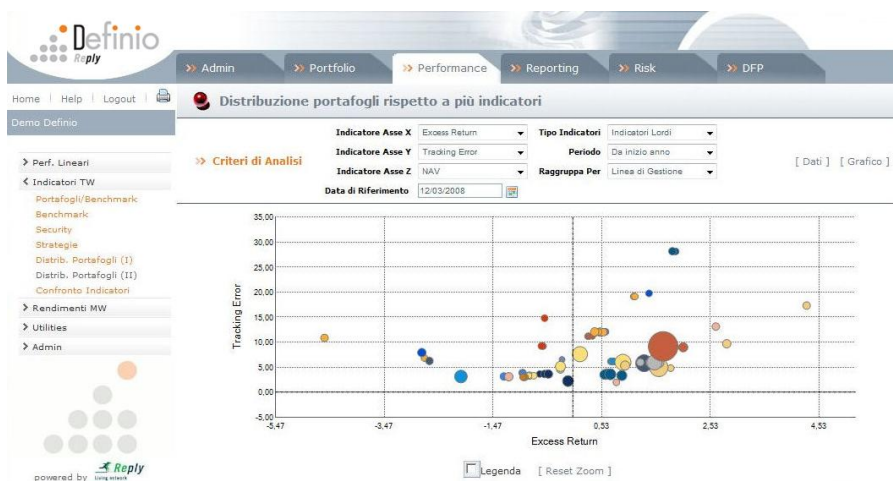 Definio
Reply
Admin
Portfolio
Performance
Reporting
Risk
DFP
Home | Help | Logout
Demo Definio
Distribuzione portafogli rispetto a più indicatori
Criteri di Analisi
Indicatore Asse X Excess Return Tipo Indicatori Indicatori Lordi
Indicatore Asse Y Tracking Error Periodo Da inizio anno
Indicatore Asse Z NAV Raggruppa Per Linea di Gestione
Data di Riferimento 12/03/2008
[ Dati ] [ Grafico ]
Perf. Lineari
Indicatori TW
Portafogli/Benchmark
Benchmark
Security
Strategie
Distrib. Portafogli (I)
Distrib. Portafogli (II)
Confronto Indicatori
Rendimenti MW
Utilities
Admin
powered by Reply
living network
Tracking Error
35,00
30,00
25,00
20,00
15,00
10,00
5,00
0,00
-5,00
-5,47 -3,47 -1,47 0,53 2,53 4,53
Excess Return
Legenda [ Reset Zoom ]